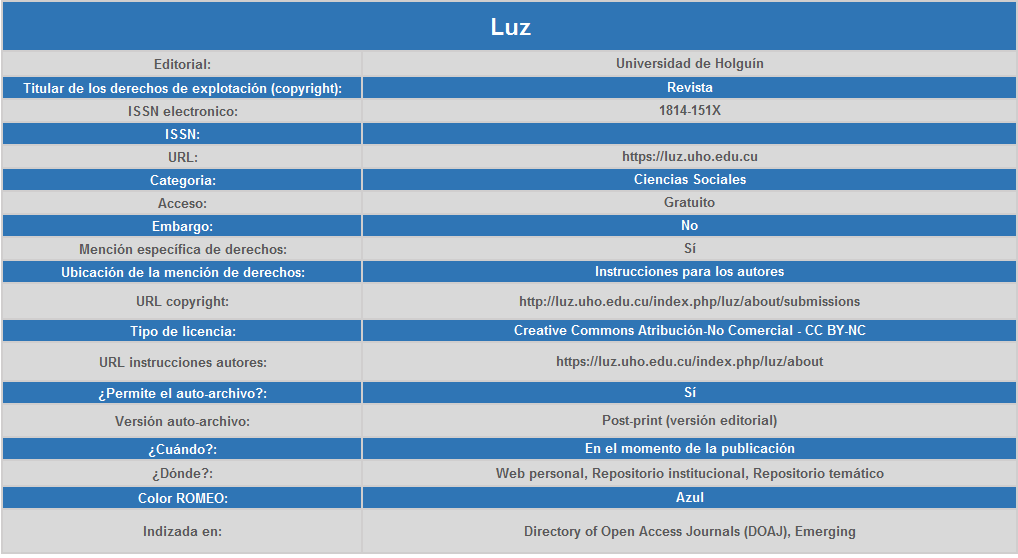 Luz
Editorial: Universidad de Holguín
Titular de los derechos de explotación (copyright): Revista
ISSN electronico: 1814-151X
ISSN:
URL: https://luz.uho.edu.cu
Categoria: Ciencias Sociales
Acceso: Gratuito
Embargo: No
Mención específica de derechos: Sí
Ubicación de la mención de derechos: Instrucciones para los autores
URL copyright: http://luz.uho.edu.cu/index.php/luz/about/submissions
Tipo de licencia: Creative Commons Atribución-No Comercial - CC BY-NC
URL instrucciones autores: https://luz.uho.edu.cu/index.php/luz/about
¿Permite el auto-archivo?: Sí
Versión auto-archivo: Post-print (versión editorial)
¿Cuándo?: En el momento de la publicación
¿Dónde?: Web personal, Repositorio institucional, Repositorio temático
Color ROMEO: Azul
Indizada en: Directory of Open Access Journals (DOAJ), Emerging